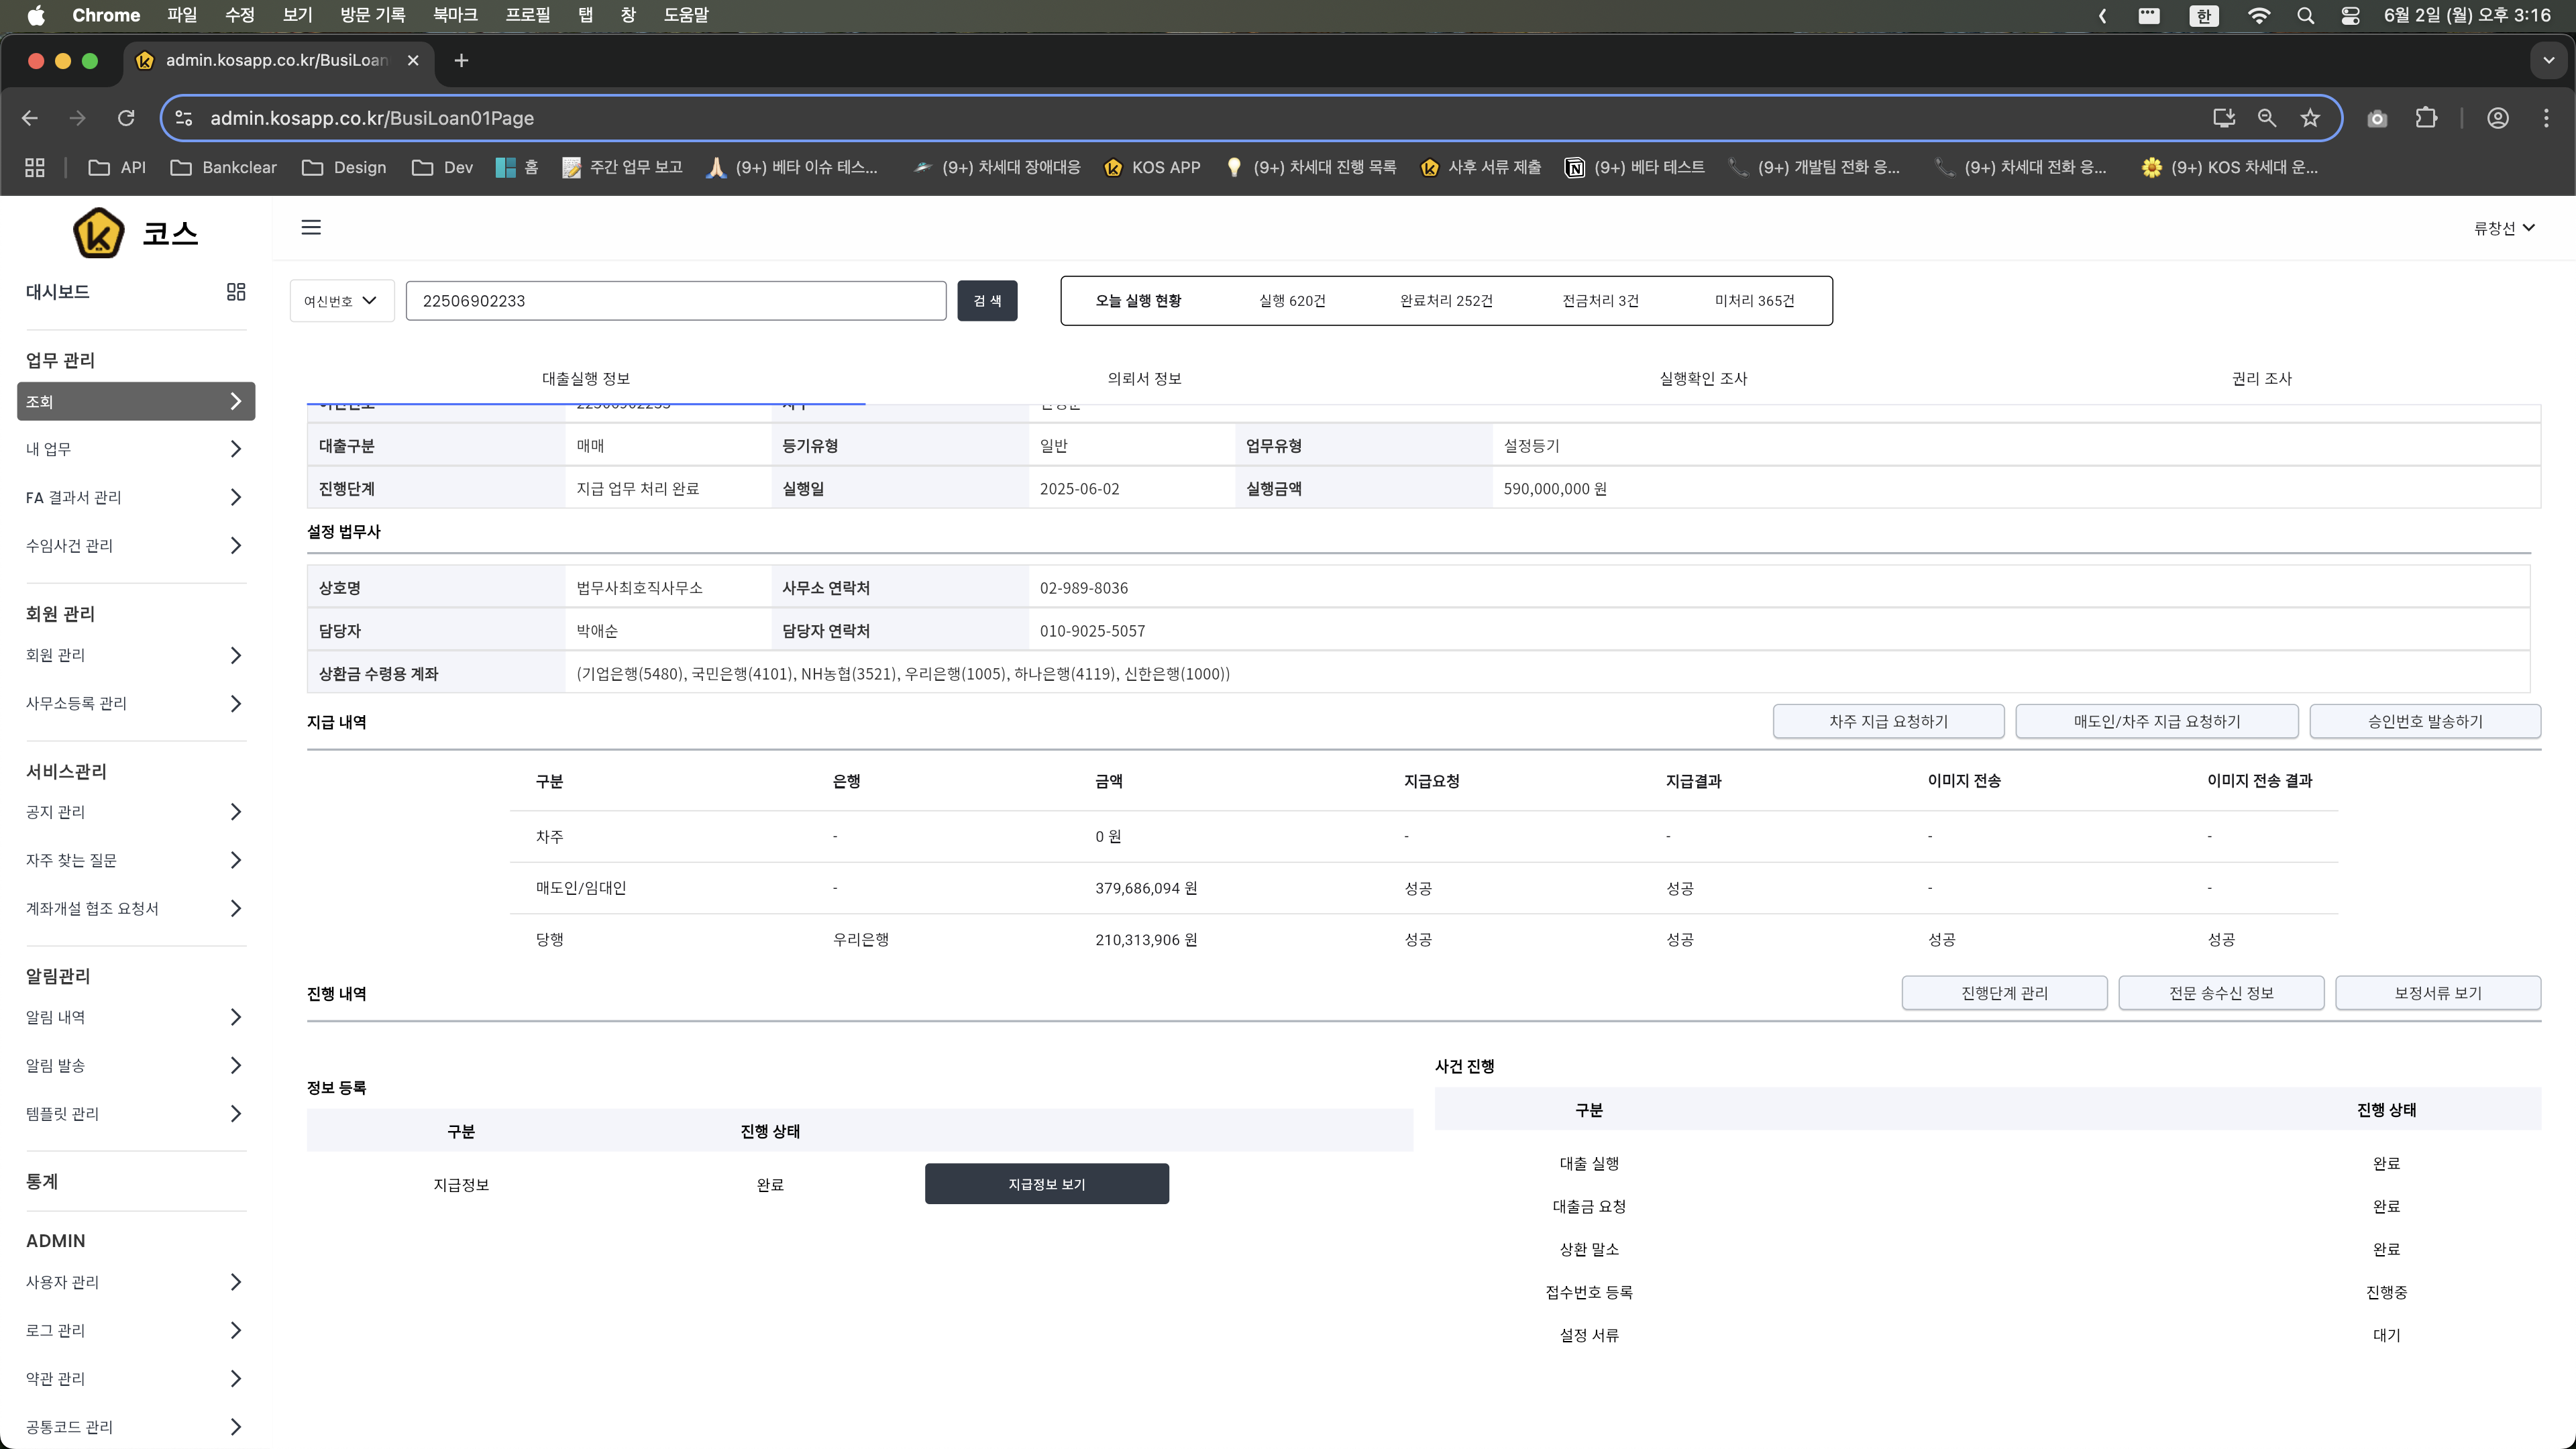 Chrome 파일 수정 보기 방문 기록 북마크 프로필 탭 창 도움말 한 6월 2일 (월) 오후 3:16
admin.kosapp.co.kr/BusiLoan
admin.kosapp.co.kr/BusiLoan01Page
API Bankclear Design Dev 홈 주간 업무 보고 (9+) 베타 이슈 테스... (9+) 차세대 장애대응 KOS APP (9+) 차세대 진행 목록 사후 서류 제출 (9+) 베타 테스트 (9+) 개발팀 전화 응... (9+) 차세대 전화 응... (9+) KOS 차세대 운...
코스
류창선
대시보드
업무 관리
조회
내 업무
FA 결과서 관리
수임사건 관리
회원 관리
회원 관리
사무소등록 관리
서비스관리
공지 관리
자주 찾는 질문
계좌개설 협조 요청서
알림관리
알림 내역
알림 발송
템플릿 관리
통계
ADMIN
사용자 관리
로그 관리
약관 관리
공통코드 관리
여신번호 22506902233 검 색
오늘 실행 현황 실행 620건 완료처리 252건 전금처리 3건 미처리 365건
대출실행 정보 의뢰서 정보 실행확인 조사 권리 조사
22506902233
대출구분 매매 등기유형 일반 업무유형 설정등기
진행단계 지급 업무 처리 완료 실행일 2025-06-02 실행금액 590,000,000 원
설정 법무사
상호명 법무사최호직사무소 사무소 연락처 02-989-8036
담당자 박애순 담당자 연락처 010-9025-5057
상환금 수령용 계좌 (기업은행(5480), 국민은행(4101), NH농협(3521), 우리은행(1005), 하나은행(4119), 신한은행(1000))
지급 내역 차주 지급 요청하기 매도인/차주 지급 요청하기 승인번호 발송하기
구분 은행 금액 지급요청 지급결과 이미지 전송 이미지 전송 결과
차주 - 0 원 - - - -
매도인/임대인 - 379,686,094 원 성공 성공 - -
당행 우리은행 210,313,906 원 성공 성공 성공 성공
진행 내역 진행단계 관리 전문 송수신 정보 보정서류 보기
정보 등록
구분 진행 상태
지급정보 완료 지급정보 보기
사건 진행
구분 진행 상태
대출 실행 완료
대출금 요청 완료
상환 말소 완료
접수번호 등록 진행중
설정 서류 대기